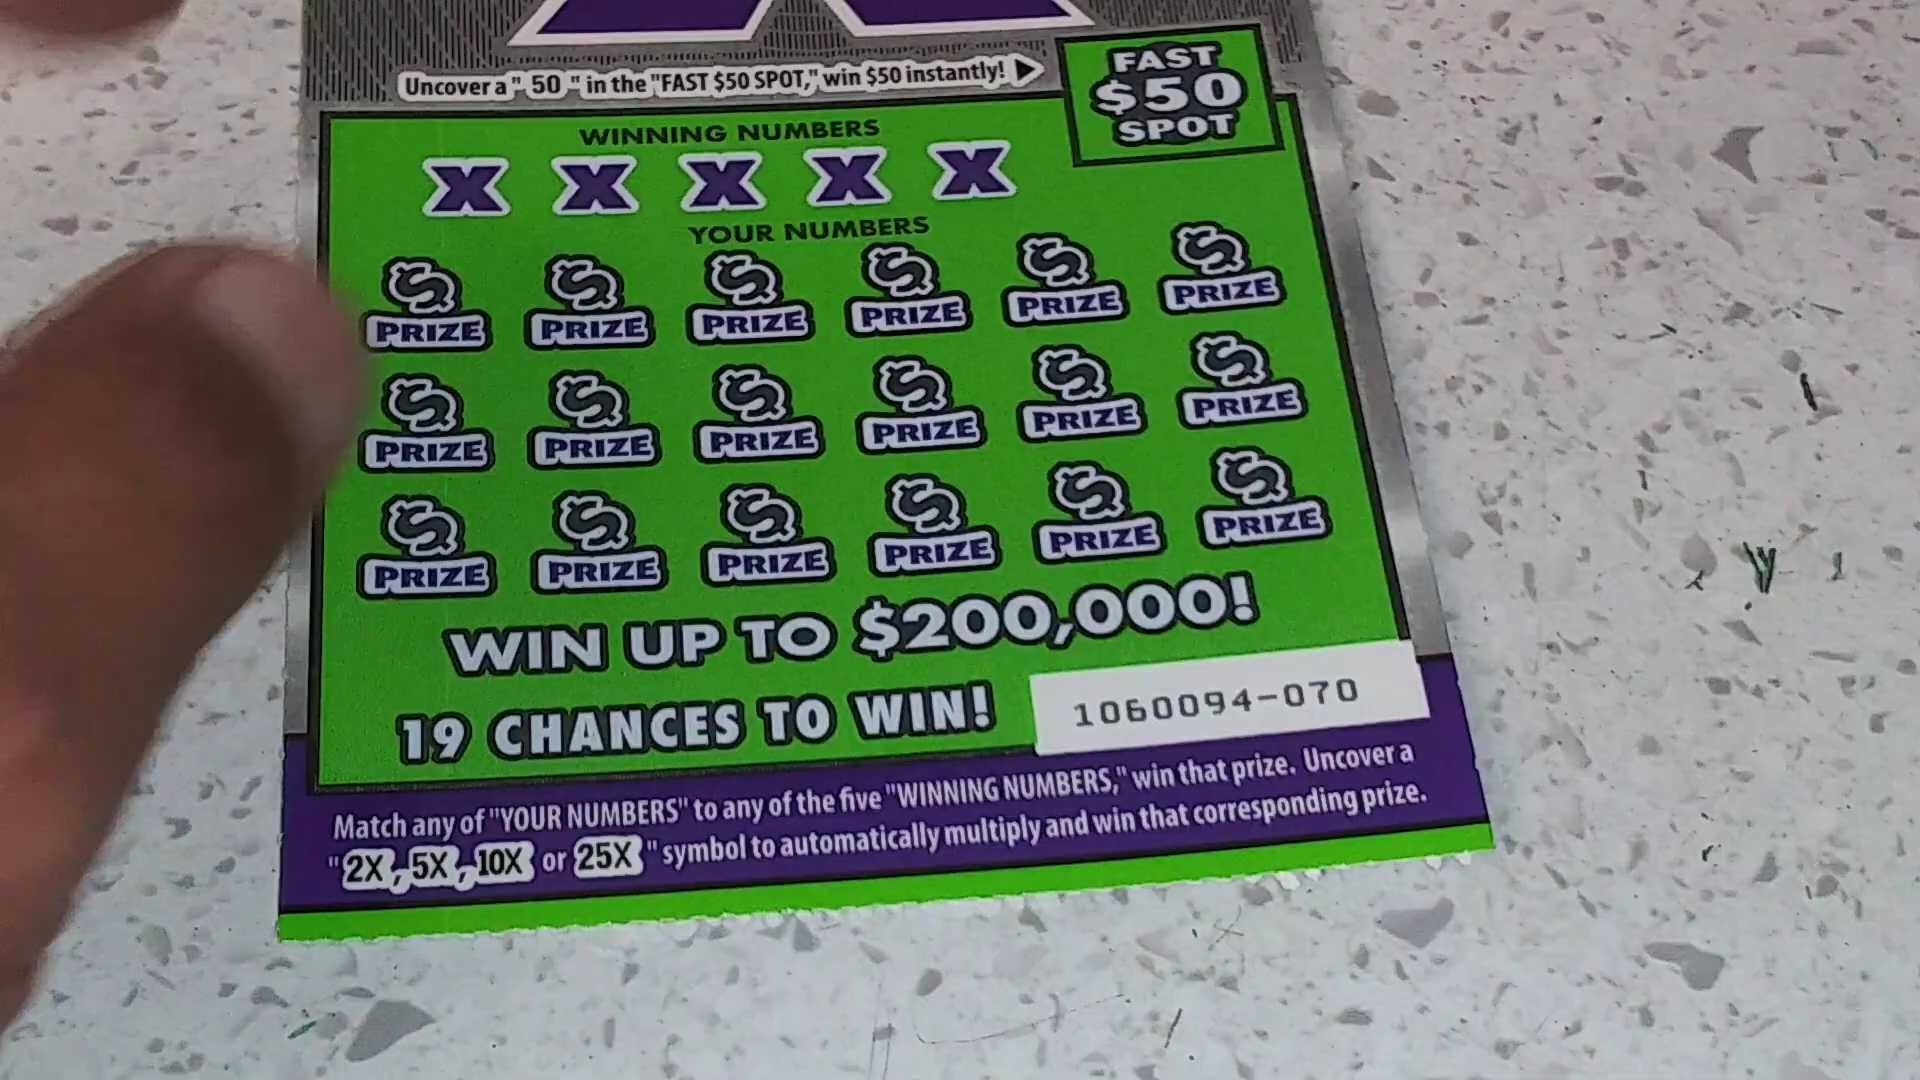 X
Uncover a " 50 " in the "FAST $50 SPOT," win $50 instantly!
FAST
$50
SPOT
WINNING NUMBERS
X X X X X
YOUR NUMBERS
$ $ $ $ $ $
PRIZE PRIZE PRIZE PRIZE PRIZE PRIZE
$ $ $ $ $ $
PRIZE PRIZE PRIZE PRIZE PRIZE PRIZE
$ $ $ $ $ $
PRIZE PRIZE PRIZE PRIZE PRIZE PRIZE
WIN UP TO $200,000!
19 CHANCES TO WIN!
1060094-070
Match any of "YOUR NUMBERS" to any of the five "WINNING NUMBERS," win that prize. Uncover a
"2X, 5X, 10X or 25X" symbol to automatically multiply and win that corresponding prize.